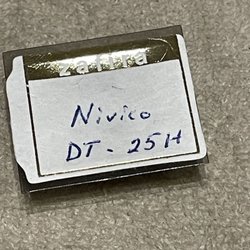 zafira
Nivico
DT - 25H